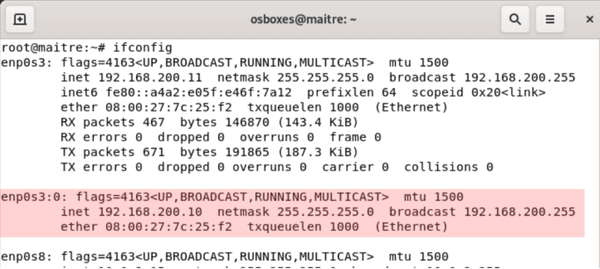 osboxes@maitre: ~
root@maitre:~# ifconfig
enp0s3: flags=4163<UP,BROADCAST,RUNNING,MULTICAST>  mtu 1500
        inet 192.168.200.11  netmask 255.255.255.0  broadcast 192.168.200.255
        inet6 fe80::a4a2:e05f:e46f:7a12  prefixlen 64  scopeid 0x20<link>
        ether 08:00:27:7c:25:f2  txqueuelen 1000  (Ethernet)
        RX packets 467  bytes 146870 (143.4 KiB)
        RX errors 0  dropped 0  overruns 0  frame 0
        TX packets 671  bytes 191865 (187.3 KiB)
        TX errors 0  dropped 0 overruns 0  carrier 0  collisions 0
enp0s3:0: flags=4163<UP,BROADCAST,RUNNING,MULTICAST>  mtu 1500
        inet 192.168.200.10  netmask 255.255.255.0  broadcast 192.168.200.255
        ether 08:00:27:7c:25:f2  txqueuelen 1000  (Ethernet)
enp0s8: flags=4163<UP,BROADCAST,RUNNING,MULTICAST>  mtu 1500